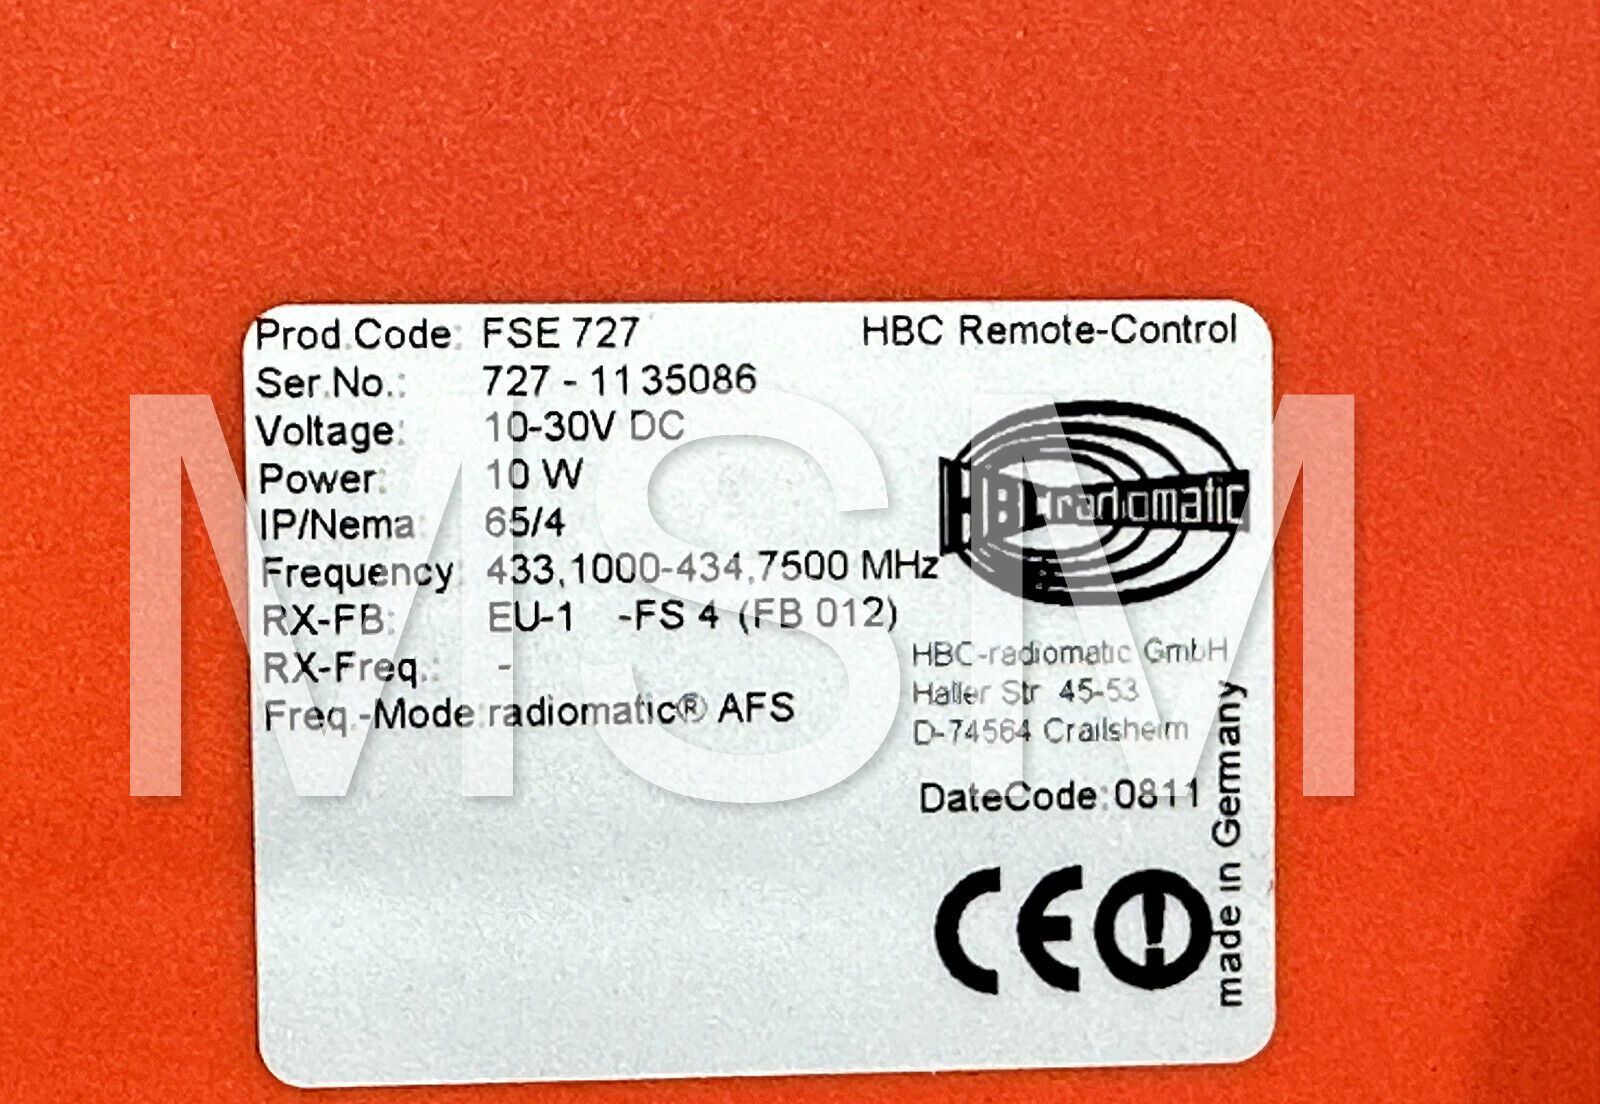 Prod.Code: FSE 727
Ser.No.: 727 - 1135086
Voltage: 10-30V DC
Power: 10 W
IP/Nema: 65/4
Frequency: 433,1000-434,7500 MHz
RX-FB: EU-1 -FS 4 (FB 012)
RX-Freq.: -
Freq.-Mode: radiomatic® AFS
HBC Remote-Control
HBC radiomatic
HBC-radiomatic GmbH
Haller Str 45-53
D-74564 Crailsheim
DateCode: 0811
made in Germany
CE
MSM